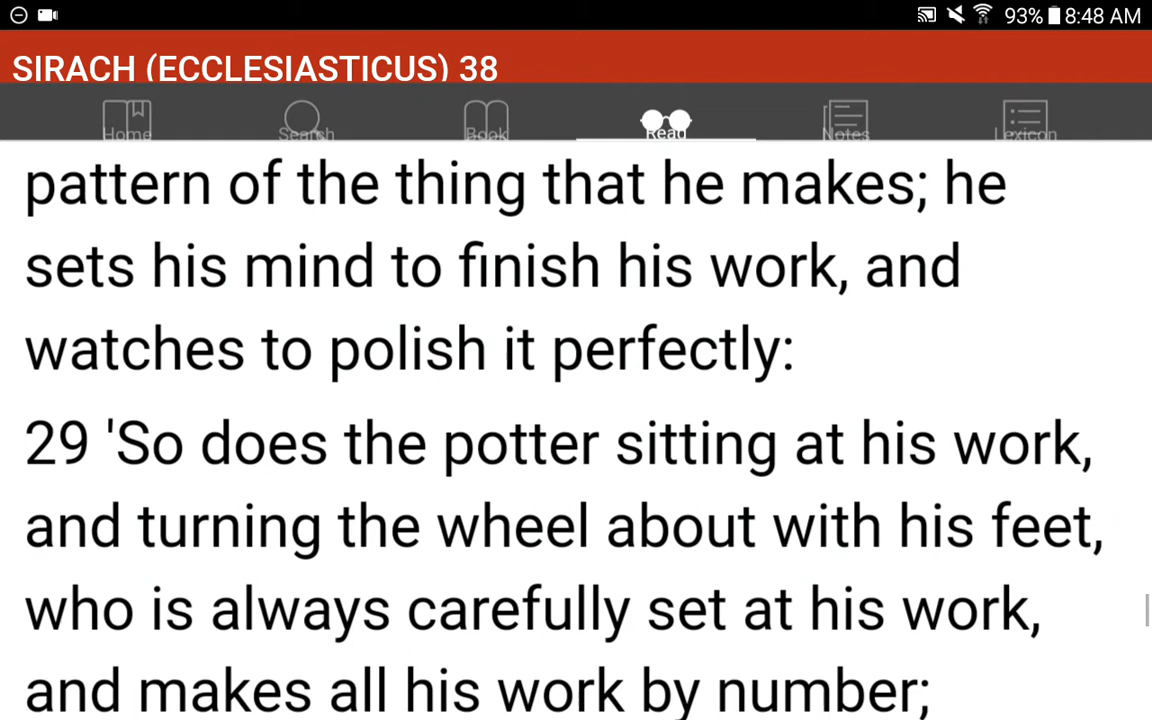 93% 8:48 AM
SIRACH (ECCLESIASTICUS) 38
Home Search Book Read Notes Lexicon
pattern of the thing that he makes; he
sets his mind to finish his work, and
watches to polish it perfectly:
29 'So does the potter sitting at his work,
and turning the wheel about with his feet,
who is always carefully set at his work,
and makes all his work by number;